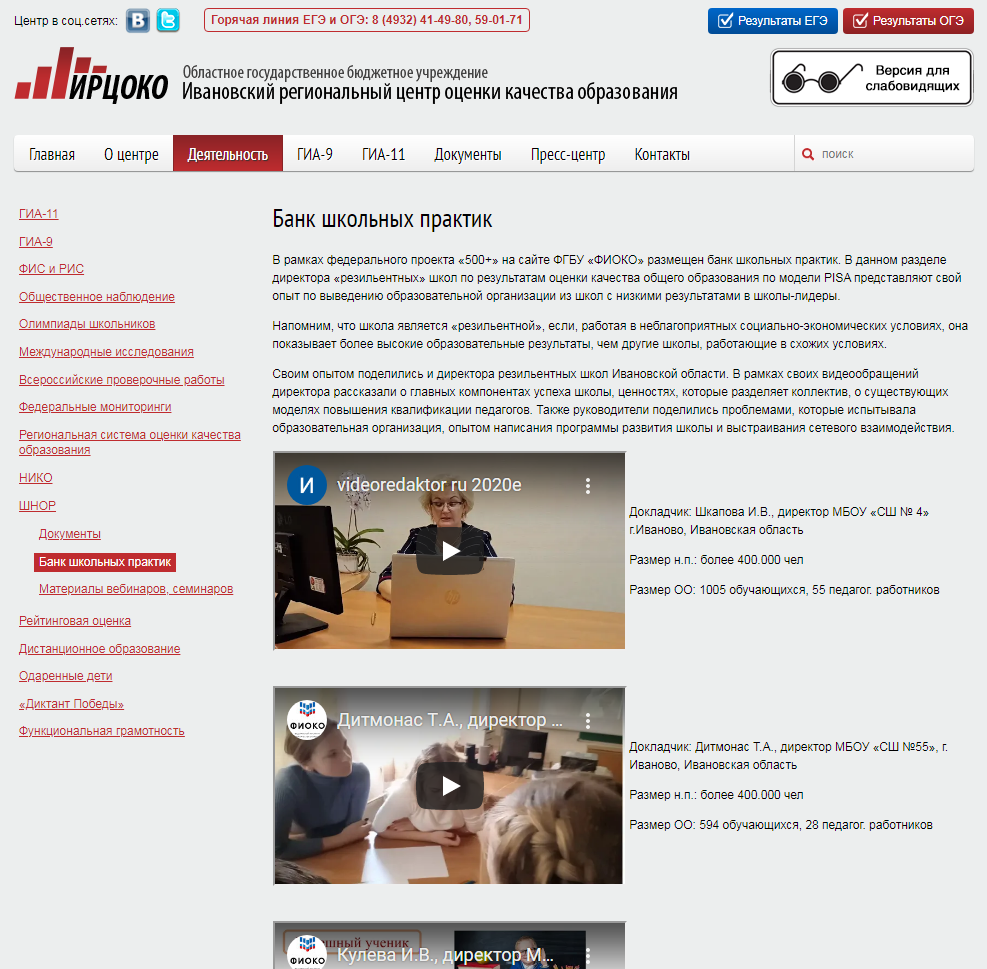 Центр в соц.сетях:
Горячая линия ЕГЭ и ОГЭ: 8 (4932) 41-49-80, 59-01-71
Результаты ЕГЭ
Результаты ОГЭ
ИРЦОКО
Областное государственное бюджетное учреждение
Ивановский региональный центр оценки качества образования
Версия для
слабовидящих
Главная О центре Деятельность ГИА-9 ГИА-11 Документы Пресс-центр Контакты поиск
ГИА-11
ГИА-9
ФИС и РИС
Общественное наблюдение
Олимпиады школьников
Международные исследования
Всероссийские проверочные работы
Федеральные мониторинги
Региональная система оценки качества
образования
НИКО
ШНОР
Документы
Банк школьных практик
Материалы вебинаров, семинаров
Рейтинговая оценка
Дистанционное образование
Одаренные дети
«Диктант Победы»
Функциональная грамотность
Банк школьных практик
В рамках федерального проекта «500+» на сайте ФГБУ «ФИОКО» размещен банк школьных практик. В данном разделе
директора «резильентных» школ по результатам оценки качества общего образования по модели PISA представляют свой
опыт по выведению образовательной организации из школ с низкими результатами в школы-лидеры.
Напомним, что школа является «резильентной», если, работая в неблагоприятных социально-экономических условиях, она
показывает более высокие образовательные результаты, чем другие школы, работающие в схожих условиях.
Своим опытом поделились и директора резильентных школ Ивановской области. В рамках своих видеообращений
директора рассказали о главных компонентах успеха школы, ценностях, которые разделяет коллектив, о существующих
моделях повышения квалификации педагогов. Также руководители поделились проблемами, которые испытывала
образовательная организация, опытом написания программы развития школы и выстраивания сетевого взаимодействия.
И videoredaktor ru 2020e
Докладчик: Шкапова И.В., директор МБОУ «СШ № 4»
г.Иваново, Ивановская область
Размер н.п.: более 400.000 чел
Размер ОО: 1005 обучающихся, 55 педагог. работников
ФИОКО Дитмонас Т.А., директор ...
Докладчик: Дитмонас Т.А., директор МБОУ «СШ №55», г.
Иваново, Ивановская область
Размер н.п.: более 400.000 чел
Размер ОО: 594 обучающихся, 28 педагог. работников
ученик
ФИОКО Кулева И.В., директор М...